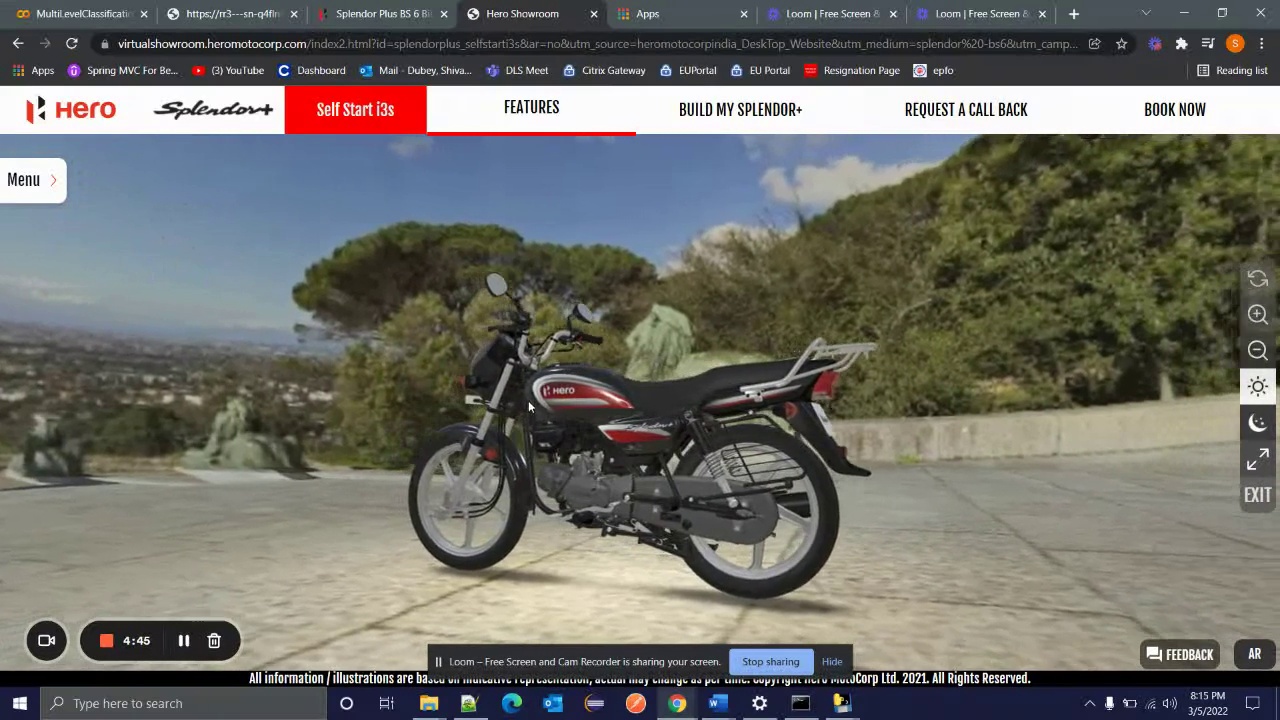 MultiLevelClassificatin
https://rr3---sn-q4fln
Splendor Plus BS 6 Bi
Hero Showroom
Apps
Loom | Free Screen &
Loom | Free Screen &
virtualshowroom.heromotocorp.com/index2.html?id=splendorplus_selfstarti3s&ar=no&utm_source=heromotocorpindia_DeskTop_Website&utm_medium=splendor%20-bs6&utm_camp...
Apps
Spring MVC For Be...
(3) YouTube
Dashboard
Mail - Dubey, Shiva...
DLS Meet
Citrix Gateway
EUPortal
EU Portal
Resignation Page
epfo
Reading list
Hero
Splendor+
Self Start i3s
FEATURES
BUILD MY SPLENDOR+
REQUEST A CALL BACK
BOOK NOW
Menu
Hero
Splendor+
EXIT
4:45
Loom – Free Screen and Cam Recorder is sharing your screen.
Stop sharing
Hide
FEEDBACK
AR
All information / illustrations are based on indicative representation, actual may change as per time. Copyright Hero MotoCorp Ltd. 2021. All Rights Reserved.
Type here to search
8:15 PM
3/5/2022